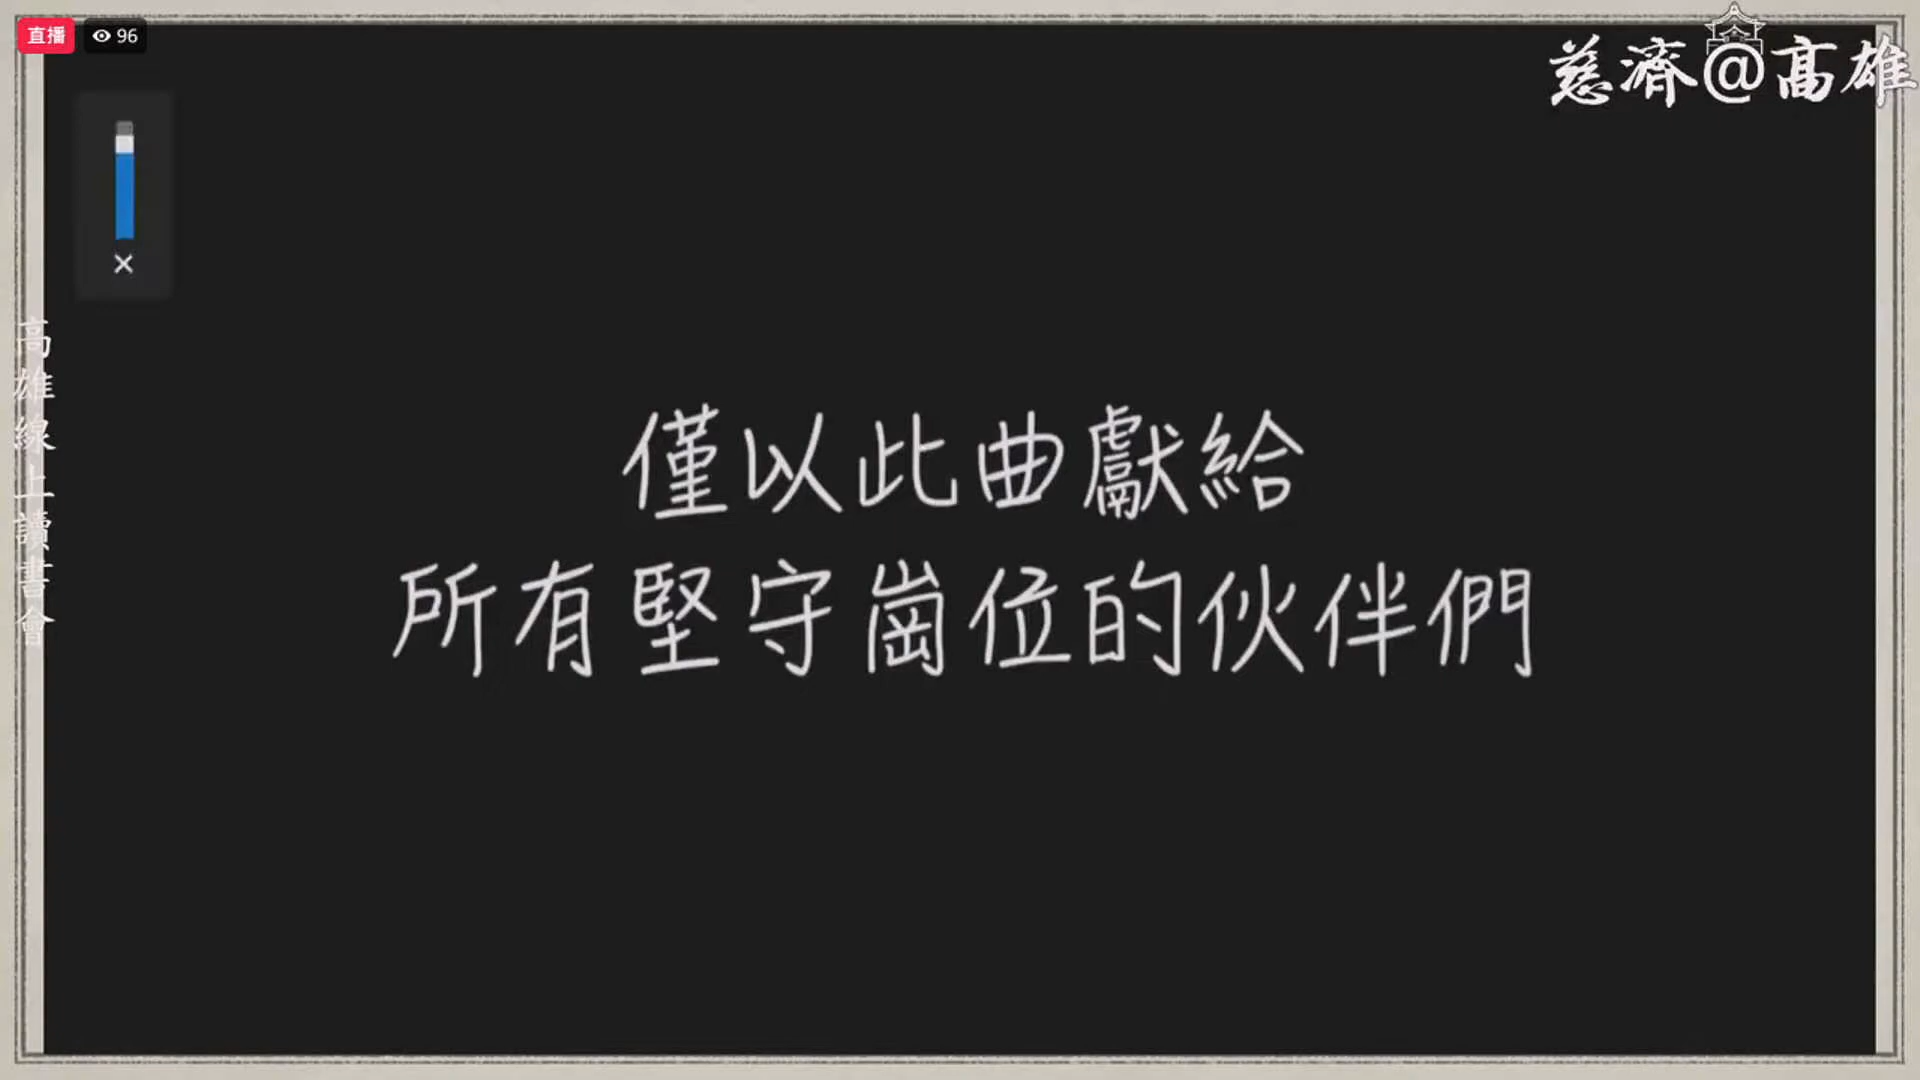 直播 96
慈濟@高雄
高雄線上讀書會
僅以此曲獻給
所有堅守崗位的伙伴們